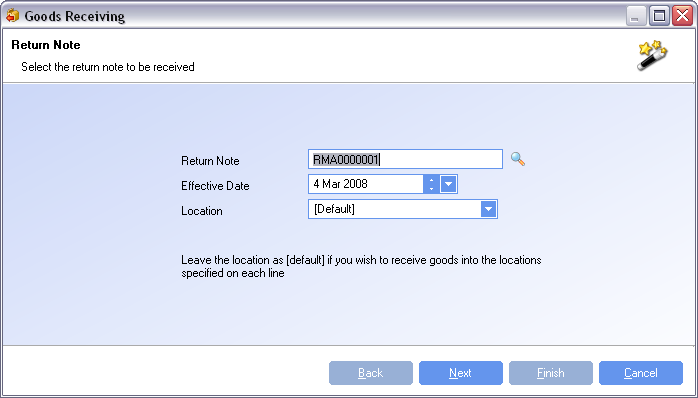 Goods Receiving
Return Note
Select the return note to be received
Return Note RMA0000001
Effective Date 4 Mar 2008
Location [Default]
Leave the location as [default] if you wish to receive goods into the locations
specified on each line
Back Next Finish Cancel